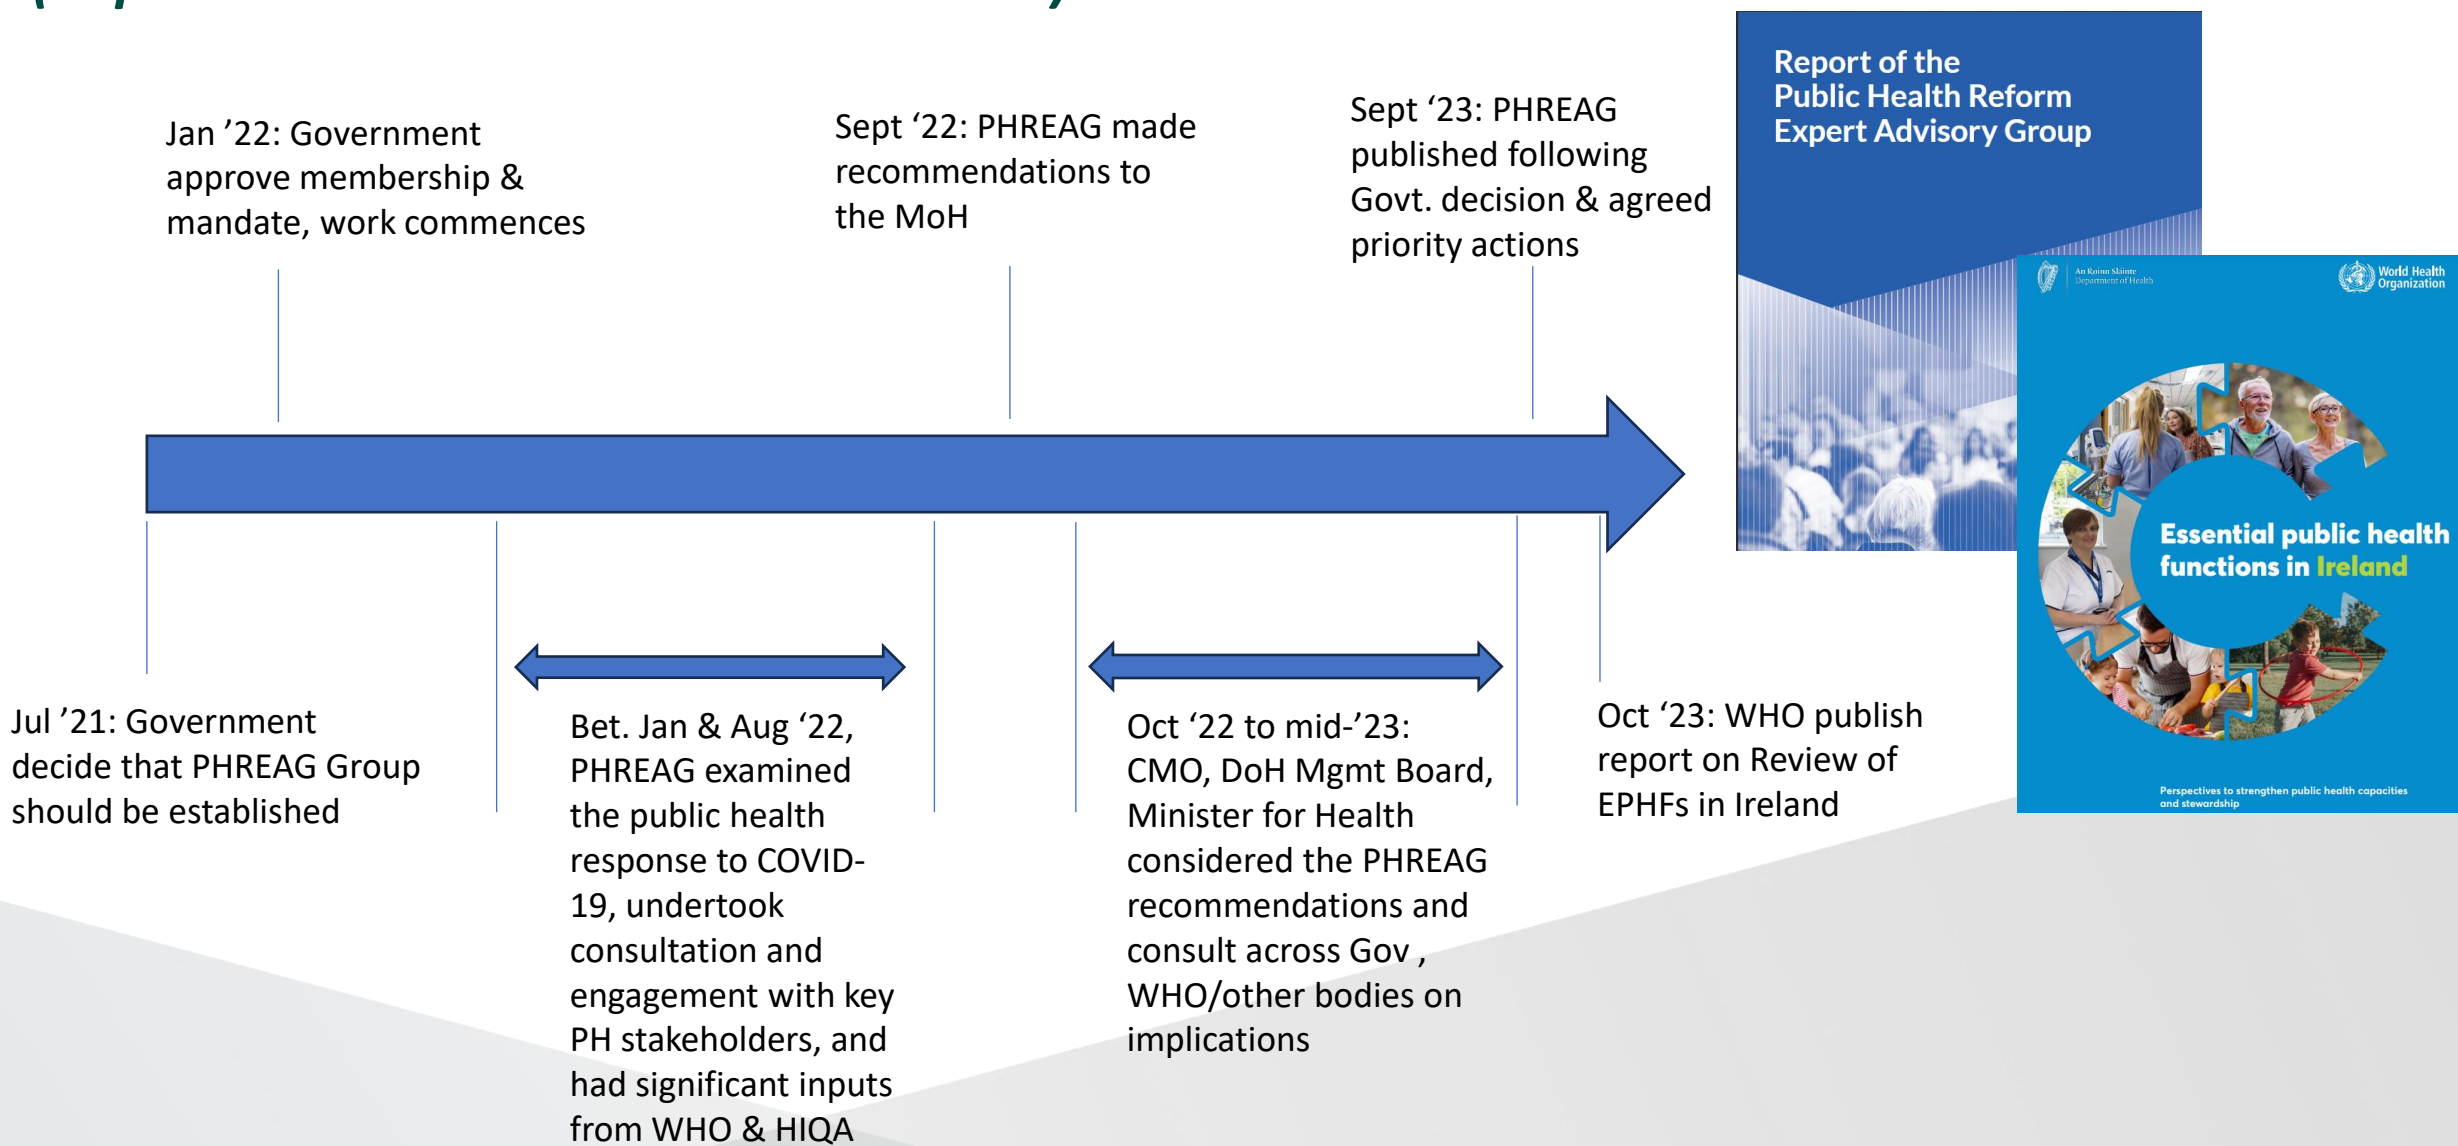 Jan ’22: Government
approve membership &
mandate, work commences
Sept ‘22: PHREAG made
recommendations to
the MoH
Sept ‘23: PHREAG
published following
Govt. decision & agreed
priority actions
Report of the
Public Health Reform
Expert Advisory Group
An Roinn Sláinte
Department of Health
World Health
Organization
Essential public health
functions in Ireland
Perspectives to strengthen public health capacities
and stewardship
Jul ’21: Government
decide that PHREAG Group
should be established
Bet. Jan & Aug ‘22,
PHREAG examined
the public health
response to COVID-
19, undertook
consultation and
engagement with key
PH stakeholders, and
had significant inputs
from WHO & HIQA
Oct ‘22 to mid-’23:
CMO, DoH Mgmt Board,
Minister for Health
considered the PHREAG
recommendations and
consult across Gov ,
WHO/other bodies on
implications
Oct ‘23: WHO publish
report on Review of
EPHFs in Ireland